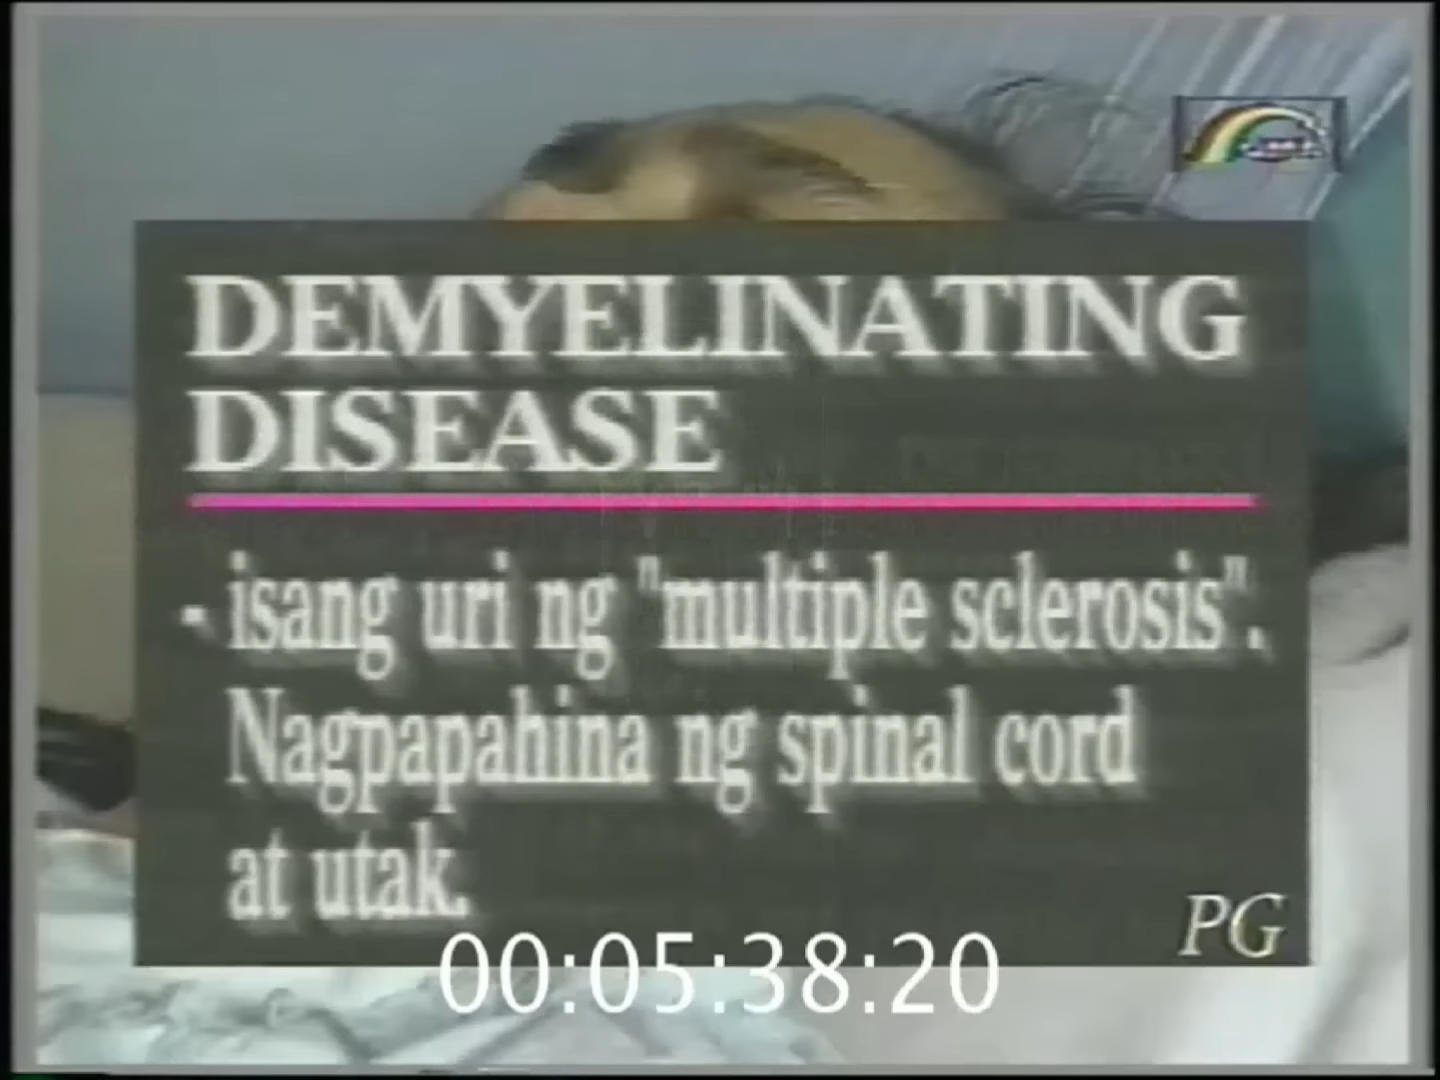 DEMYELINATING
DISEASE
- isang uri ng "multiple sclerosis".
Nagpapahina ng spinal cord
at utak.
PG
00:05:38:20